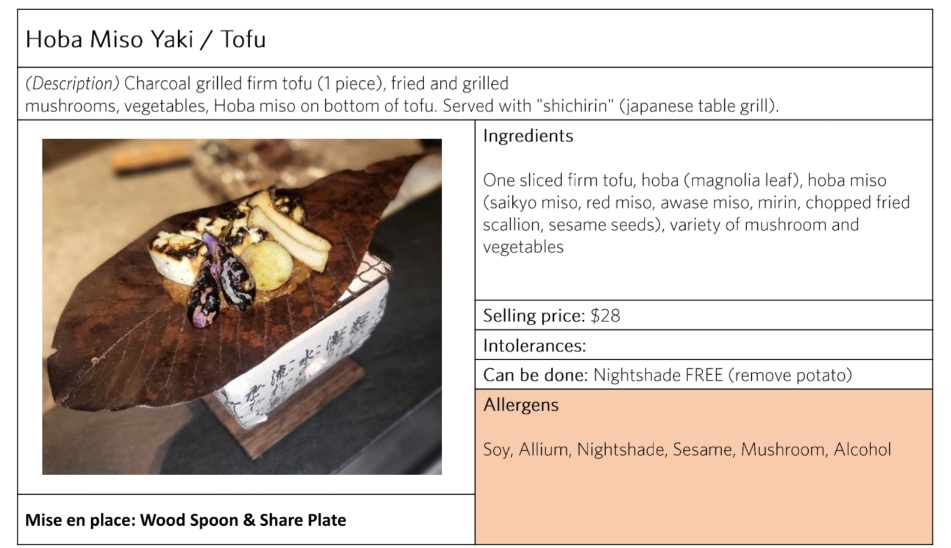 Hoba Miso Yaki / Tofu
(Description) Charcoal grilled firm tofu (1 piece), fried and grilled
mushrooms, vegetables, Hoba miso on bottom of tofu. Served with "shichirin" (japanese table grill).
Ingredients
One sliced firm tofu, hoba (magnolia leaf), hoba miso
(saikyo miso, red miso, awase miso, mirin, chopped fried
scallion, sesame seeds), variety of mushroom and
vegetables
Selling price: $28
Intolerances:
Can be done: Nightshade FREE (remove potato)
Allergens
Soy, Allium, Nightshade, Sesame, Mushroom, Alcohol
Mise en place: Wood Spoon & Share Plate